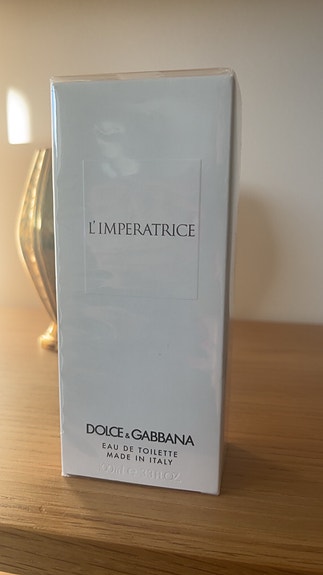 L'IMPERATRICE
DOLCE & GABBANA
EAU DE TOILETTE
MADE IN ITALY